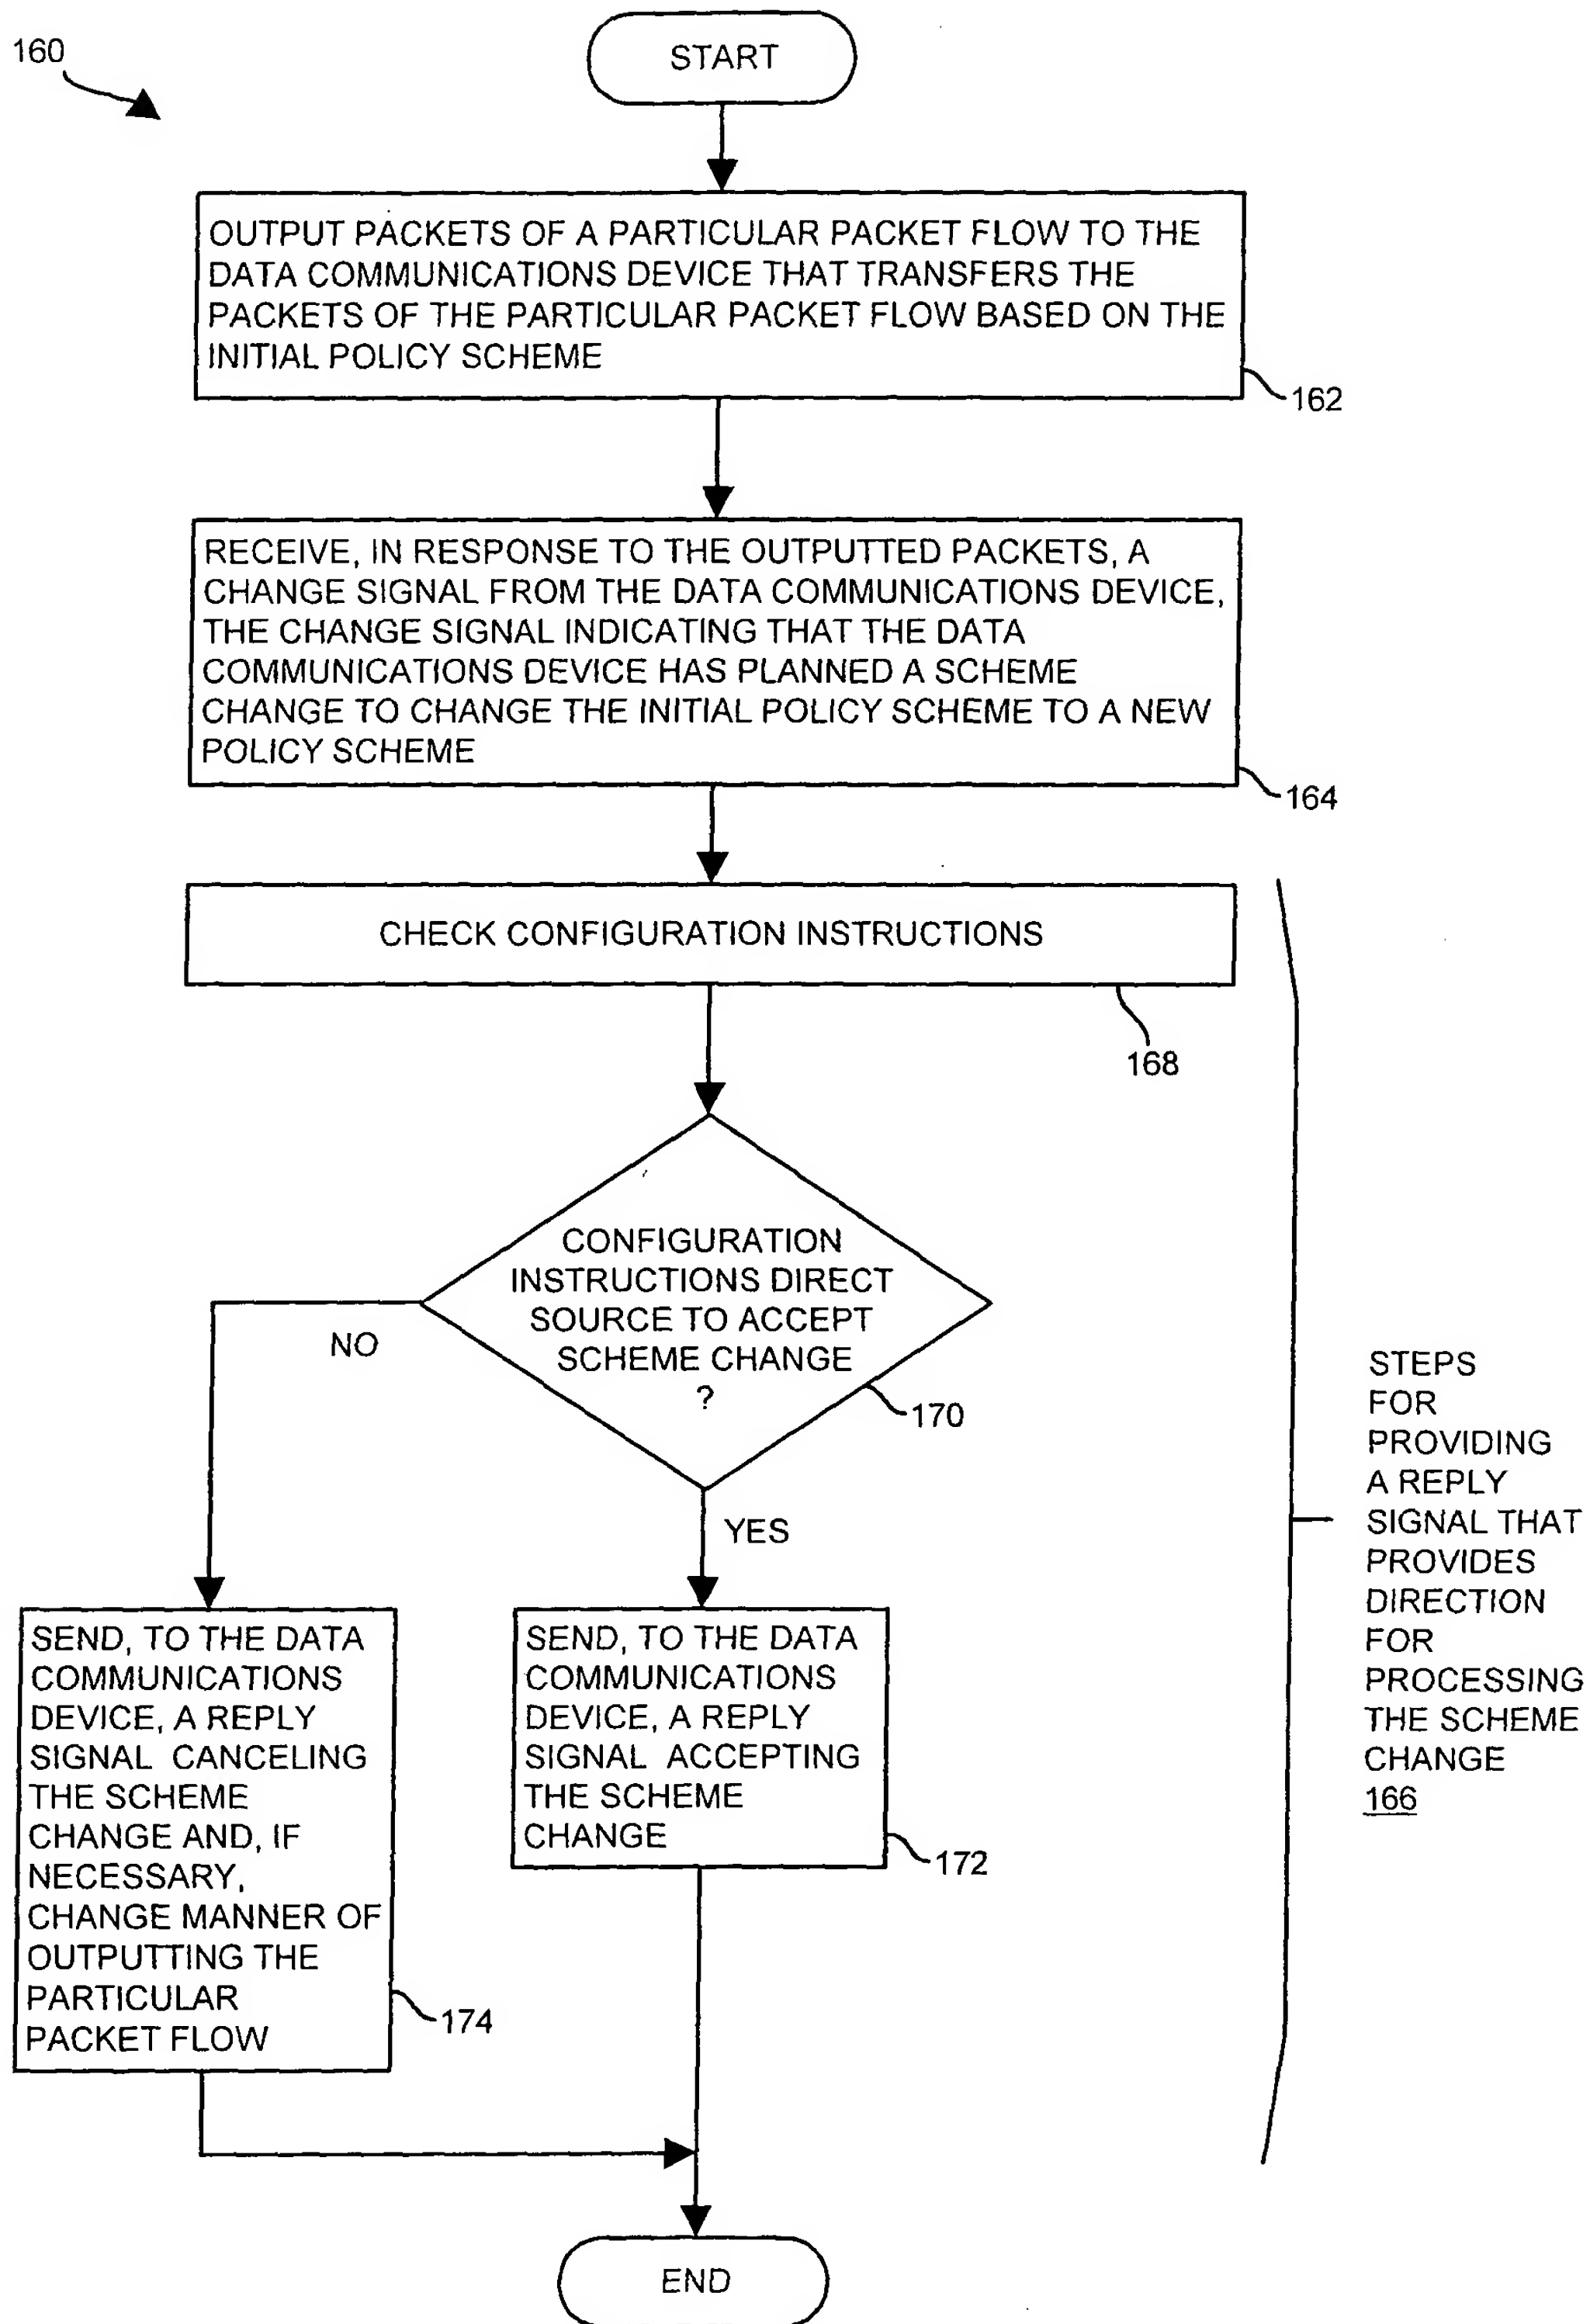 160
START
OUTPUT PACKETS OF A PARTICULAR PACKET FLOW TO THE
DATA COMMUNICATIONS DEVICE THAT TRANSFERS THE
PACKETS OF THE PARTICULAR PACKET FLOW BASED ON THE
INITIAL POLICY SCHEME
162
RECEIVE, IN RESPONSE TO THE OUTPUTTED PACKETS, A
CHANGE SIGNAL FROM THE DATA COMMUNICATIONS DEVICE,
THE CHANGE SIGNAL INDICATING THAT THE DATA
COMMUNICATIONS DEVICE HAS PLANNED A SCHEME
CHANGE TO CHANGE THE INITIAL POLICY SCHEME TO A NEW
POLICY SCHEME
164
CHECK CONFIGURATION INSTRUCTIONS
168
CONFIGURATION
INSTRUCTIONS DIRECT
SOURCE TO ACCEPT
SCHEME CHANGE
?
170
NO
YES
SEND, TO THE DATA
COMMUNICATIONS
DEVICE, A REPLY
SIGNAL CANCELING
THE SCHEME
CHANGE AND, IF
NECESSARY,
CHANGE MANNER OF
OUTPUTTING THE
PARTICULAR
PACKET FLOW
174
SEND, TO THE DATA
COMMUNICATIONS
DEVICE, A REPLY
SIGNAL ACCEPTING
THE SCHEME
CHANGE
172
STEPS
FOR
PROVIDING
A REPLY
SIGNAL THAT
PROVIDES
DIRECTION
FOR
PROCESSING
THE SCHEME
CHANGE
166
END